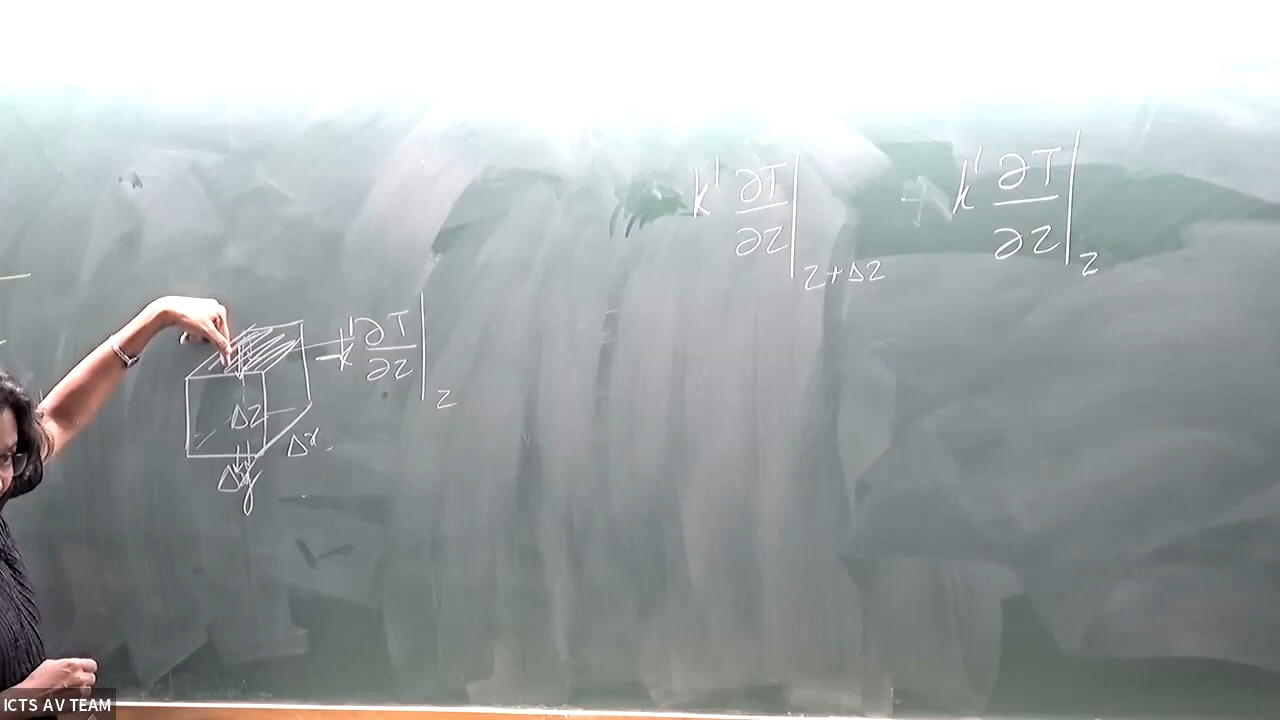 k' ∂T/∂z |z+Δz - k' ∂T/∂z |z
-k' ∂T/∂z |z
Δz
Δx
Δy
ICTS AV TEAM